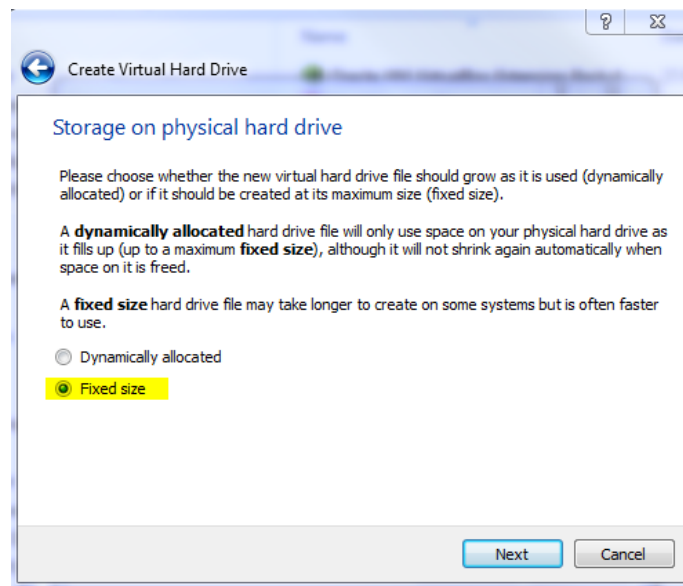 Create Virtual Hard Drive
Storage on physical hard drive
Please choose whether the new virtual hard drive file should grow as it is used (dynamically
allocated) or if it should be created at its maximum size (fixed size).
A dynamically allocated hard drive file will only use space on your physical hard drive as
it fills up (up to a maximum fixed size), although it will not shrink again automatically when
space on it is freed.
A fixed size hard drive file may take longer to create on some systems but is often faster
to use.
Dynamically allocated
Fixed size
Next Cancel